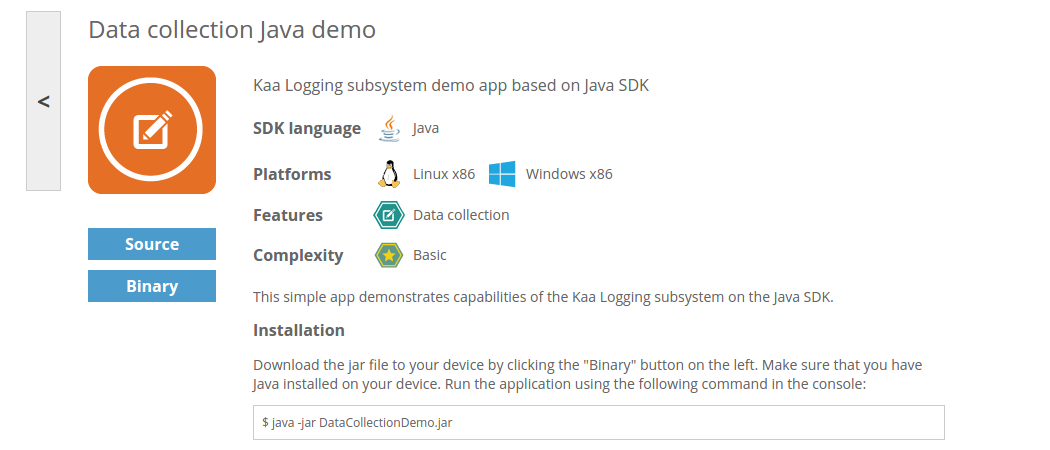 Data collection Java demo
<
Kaa Logging subsystem demo app based on Java SDK
SDK language Java
Platforms Linux x86 Windows x86
Features Data collection
Complexity Basic
Source
Binary
This simple app demonstrates capabilities of the Kaa Logging subsystem on the Java SDK.
Installation
Download the jar file to your device by clicking the "Binary" button on the left. Make sure that you have
Java installed on your device. Run the application using the following command in the console:
$ java -jar DataCollectionDemo.jar